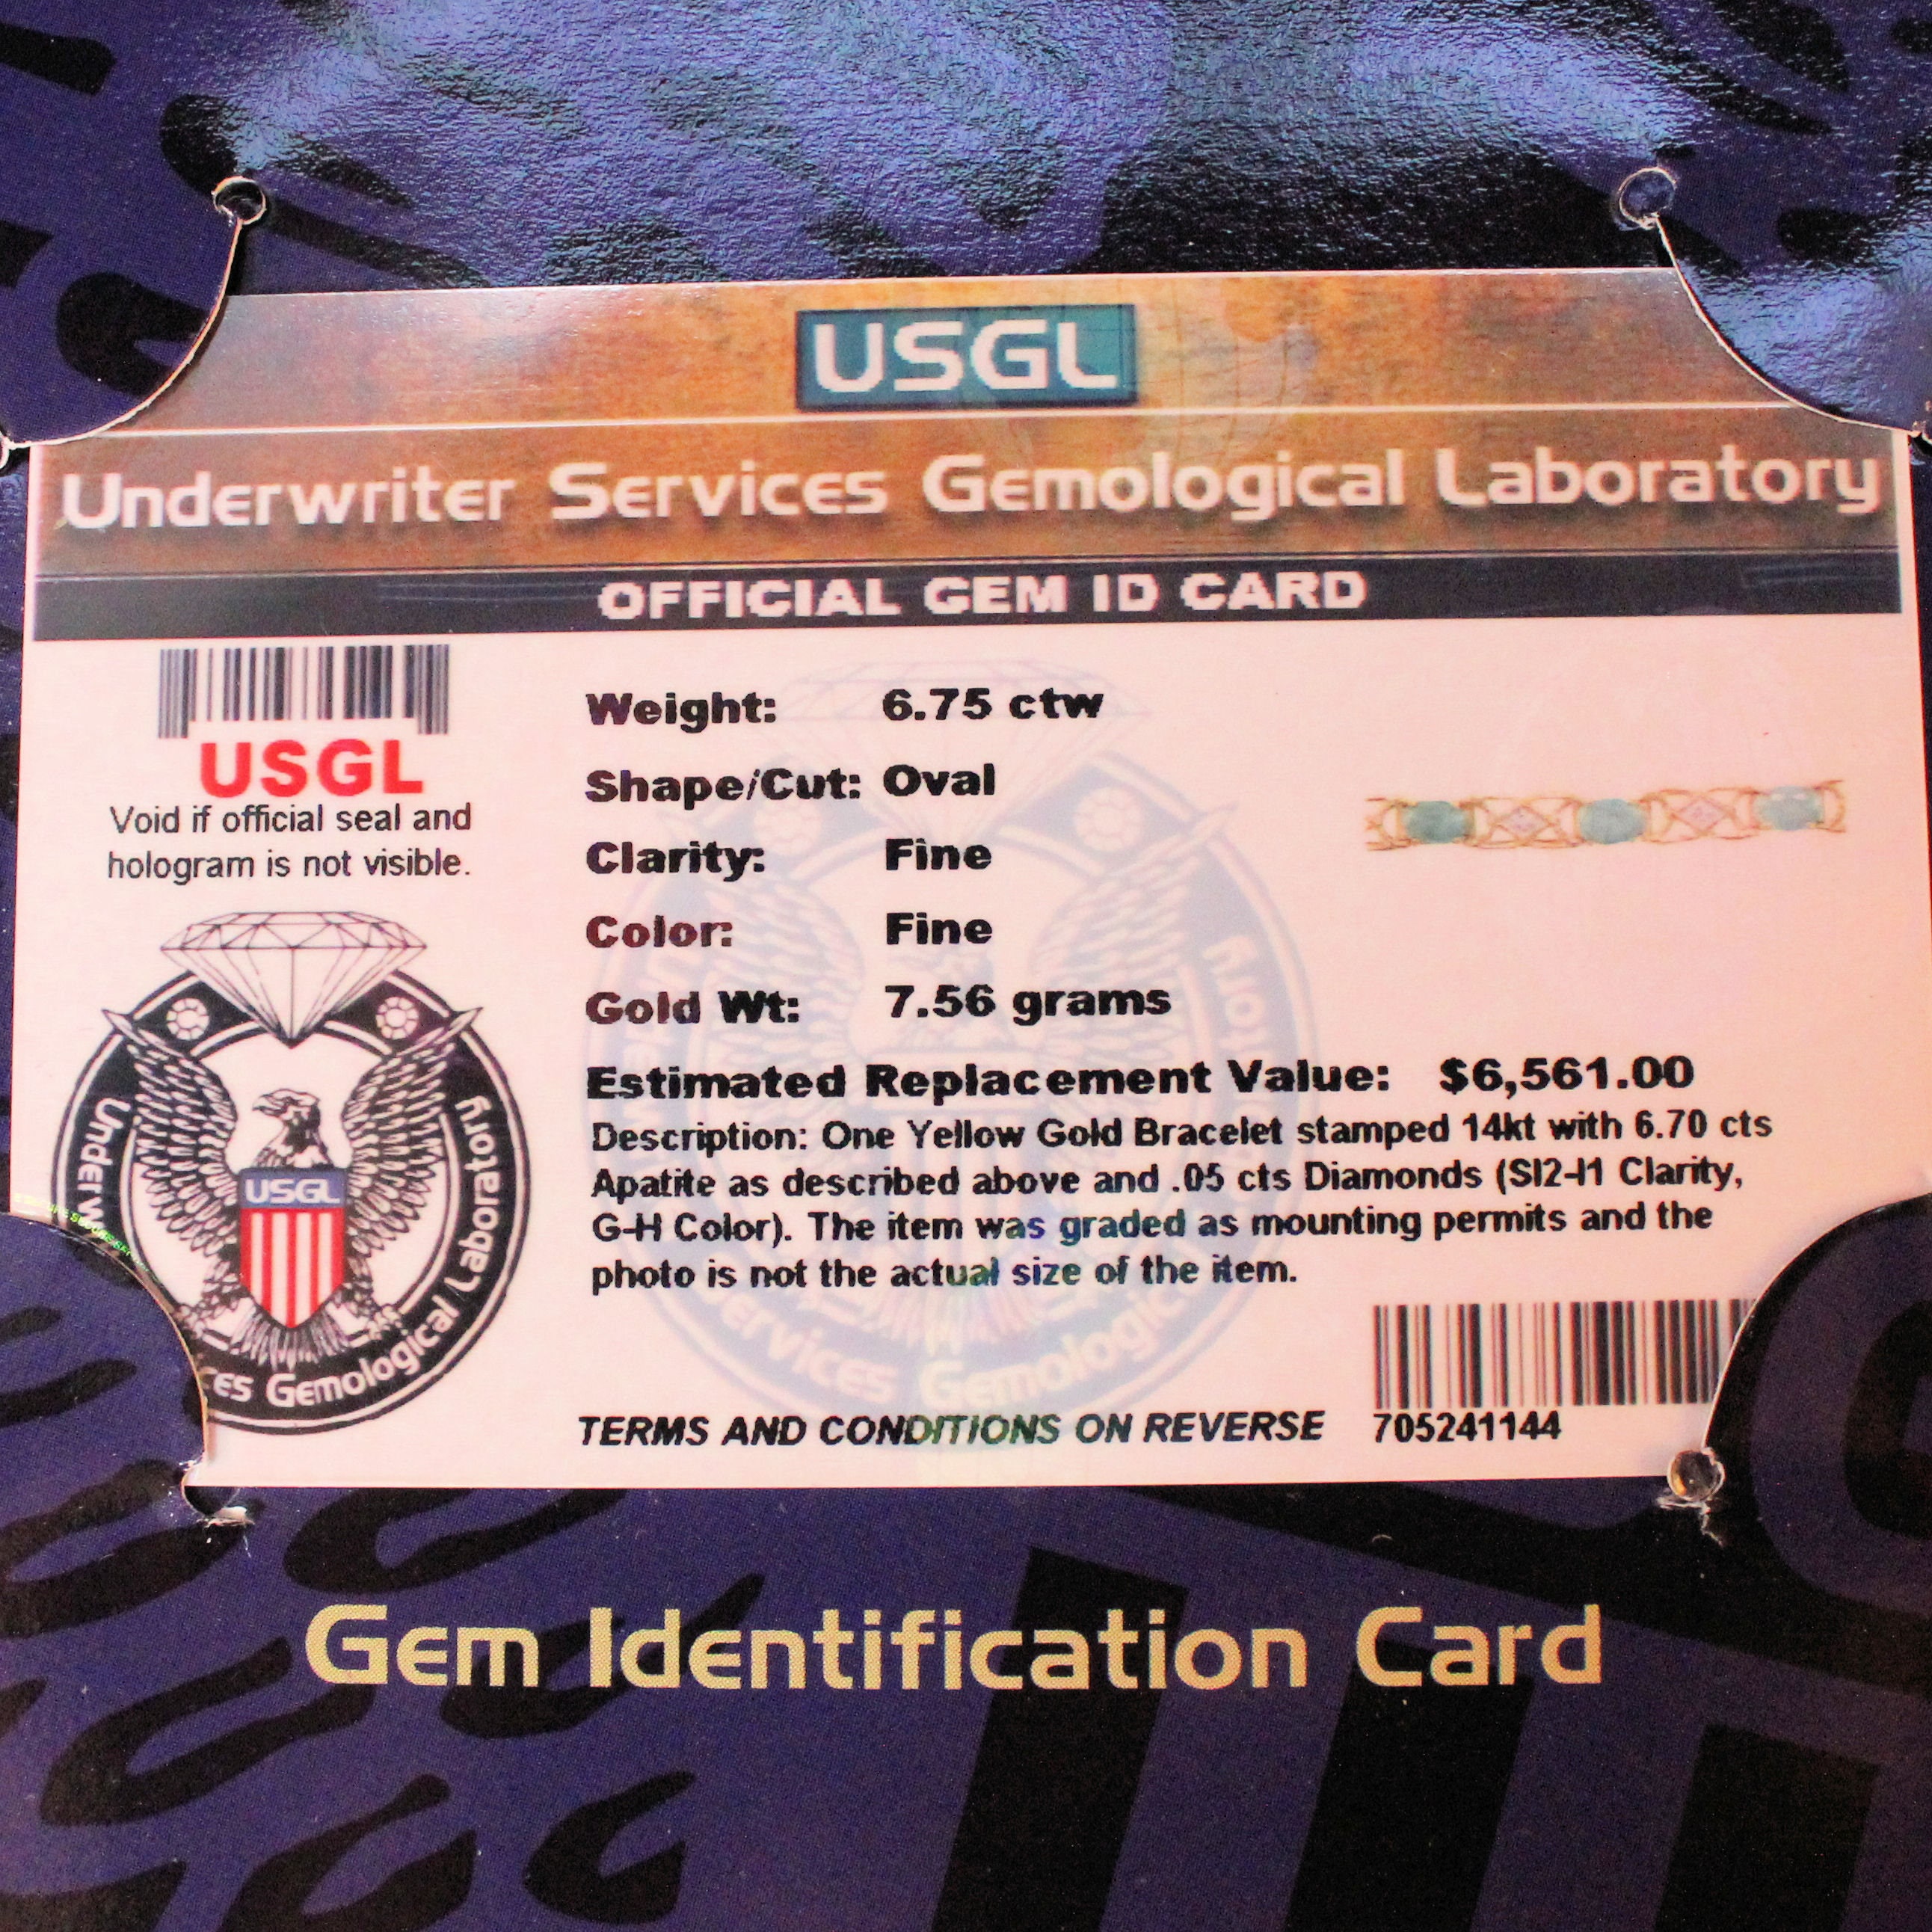 USGL
Underwriter Services Gemological Laboratory
OFFICIAL GEM ID CARD
USGL
Void if official seal and
hologram is not visible.
Weight: 6.75 ctw
Shape/Cut: Oval
Clarity: Fine
Color: Fine
Gold Wt: 7.56 grams
Estimated Replacement Value: $6,561.00
Description: One Yellow Gold Bracelet stamped 14kt with 6.70 cts
Apatite as described above and .05 cts Diamonds (SI2-I1 Clarity,
G-H Color). The item was graded as mounting permits and the
photo is not the actual size of the item.
USGL
Gemological Laboratory
Services Gemological
TERMS AND CONDITIONS ON REVERSE
705241144
Gem Identification Card